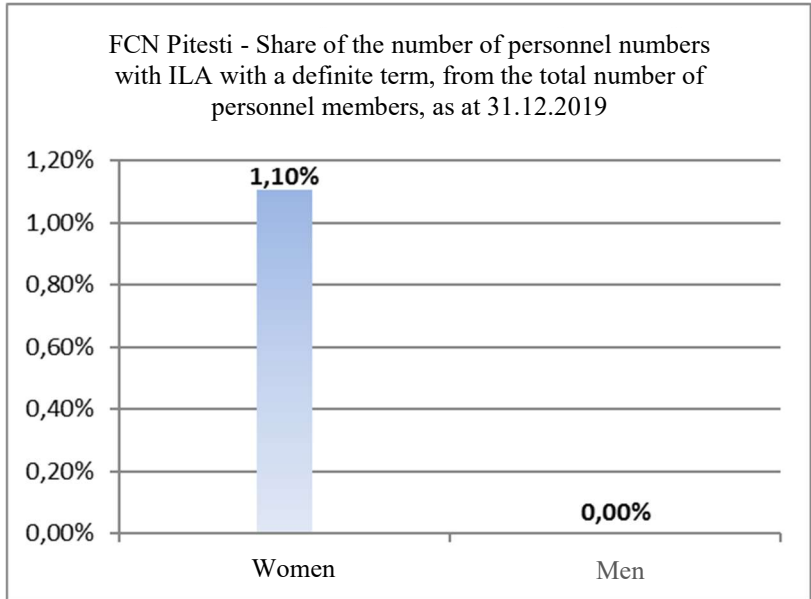 FCN Pitesti - Share of the number of personnel numbers
with ILA with a definite term, from the total number of
personnel members, as at 31.12.2019
1,20%
1,10%
1,00%
0,80%
0,60%
0,40%
0,20%
0,00%
0,00%
Women
Men